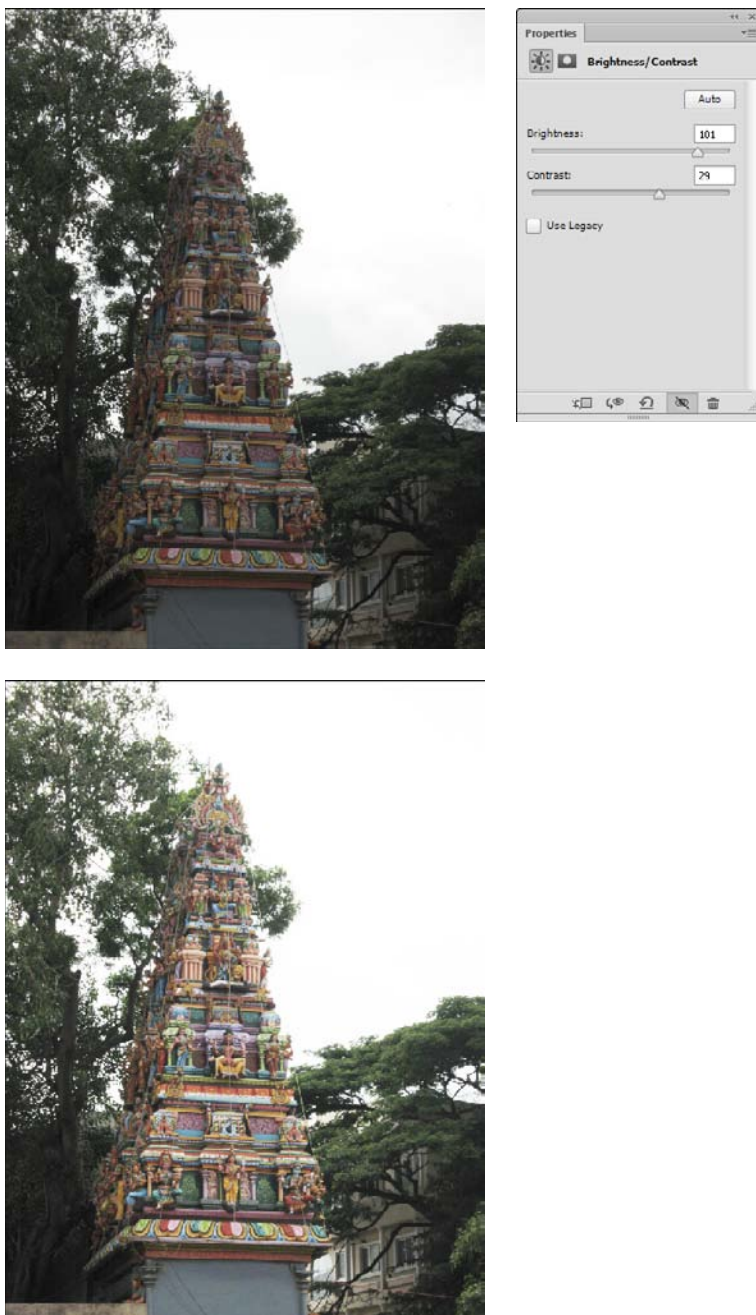 Properties
Brightness/Contrast
Auto
Brightness:
101
Contrast:
29
Use Legacy